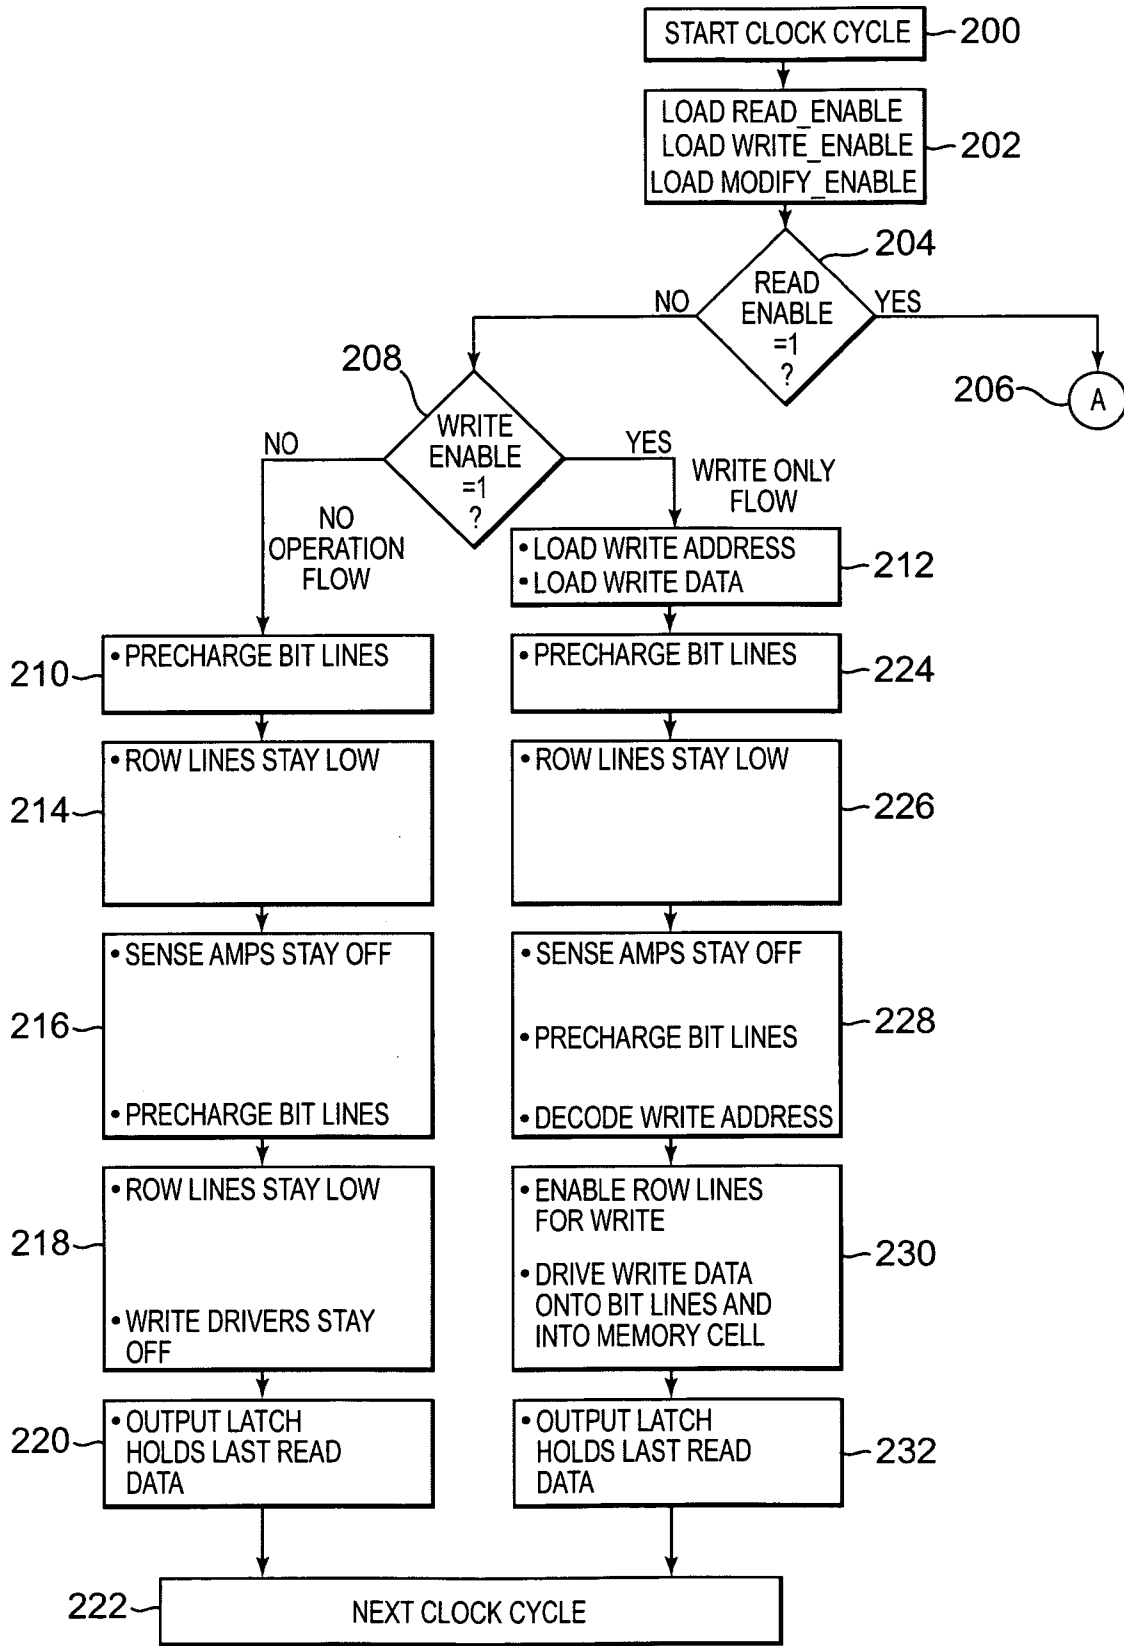 START CLOCK CYCLE
200
LOAD READ_ENABLE
LOAD WRITE_ENABLE
LOAD MODIFY_ENABLE
202
204
READ
ENABLE
=1
?
NO
YES
206
A
208
WRITE
ENABLE
=1
?
NO
YES
NO
OPERATION
FLOW
WRITE ONLY
FLOW
• LOAD WRITE ADDRESS
• LOAD WRITE DATA
212
210
• PRECHARGE BIT LINES
• PRECHARGE BIT LINES
224
214
• ROW LINES STAY LOW
• ROW LINES STAY LOW
226
216
• SENSE AMPS STAY OFF
• PRECHARGE BIT LINES
• SENSE AMPS STAY OFF
• PRECHARGE BIT LINES
• DECODE WRITE ADDRESS
228
218
• ROW LINES STAY LOW
• WRITE DRIVERS STAY
OFF
• ENABLE ROW LINES
FOR WRITE
• DRIVE WRITE DATA
ONTO BIT LINES AND
INTO MEMORY CELL
230
220
• OUTPUT LATCH
HOLDS LAST READ
DATA
• OUTPUT LATCH
HOLDS LAST READ
DATA
232
222
NEXT CLOCK CYCLE